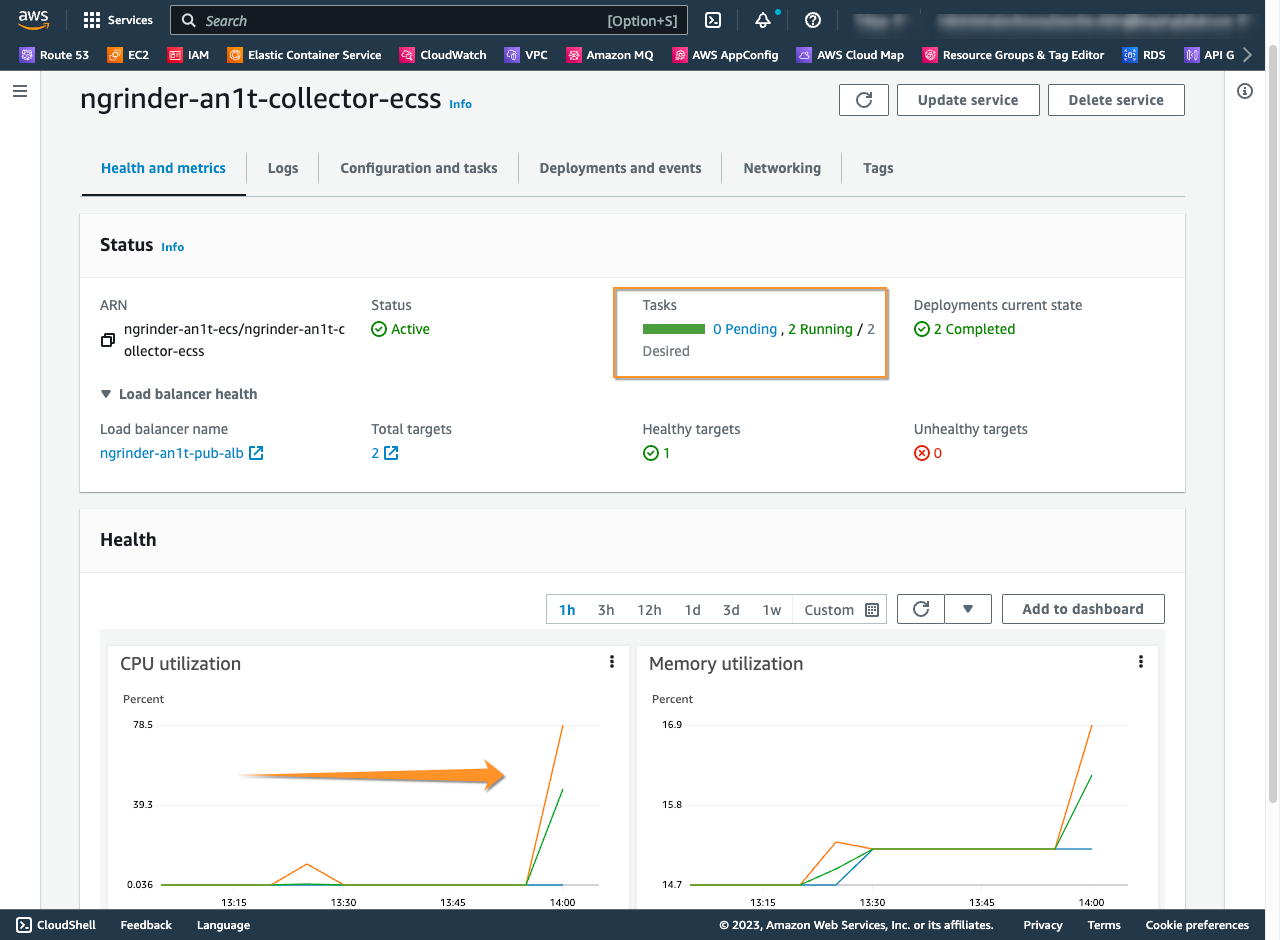 aws Services Search [Option+S]
Route 53 EC2 IAM Elastic Container Service CloudWatch VPC Amazon MQ AWS AppConfig AWS Cloud Map Resource Groups & Tag Editor RDS API G
ngrinder-an1t-collector-ecss Info
Update service Delete service
Health and metrics Logs Configuration and tasks Deployments and events Networking Tags
Status Info
ARN
ngrinder-an1t-ecs/ngrinder-an1t-c
ollector-ecss
Status
Active
Tasks
0 Pending , 2 Running / 2
Desired
Deployments current state
2 Completed
Load balancer health
Load balancer name
ngrinder-an1t-pub-alb
Total targets
2
Healthy targets
1
Unhealthy targets
0
Health
1h 3h 12h 1d 3d 1w Custom Add to dashboard
CPU utilization
Percent
78.5
39.3
0.036
13:15 13:30 13:45 14:00
Memory utilization
Percent
16.9
15.8
14.7
13:15 13:30 13:45 14:00
CloudShell Feedback Language © 2023, Amazon Web Services, Inc. or its affiliates. Privacy Terms Cookie preferences